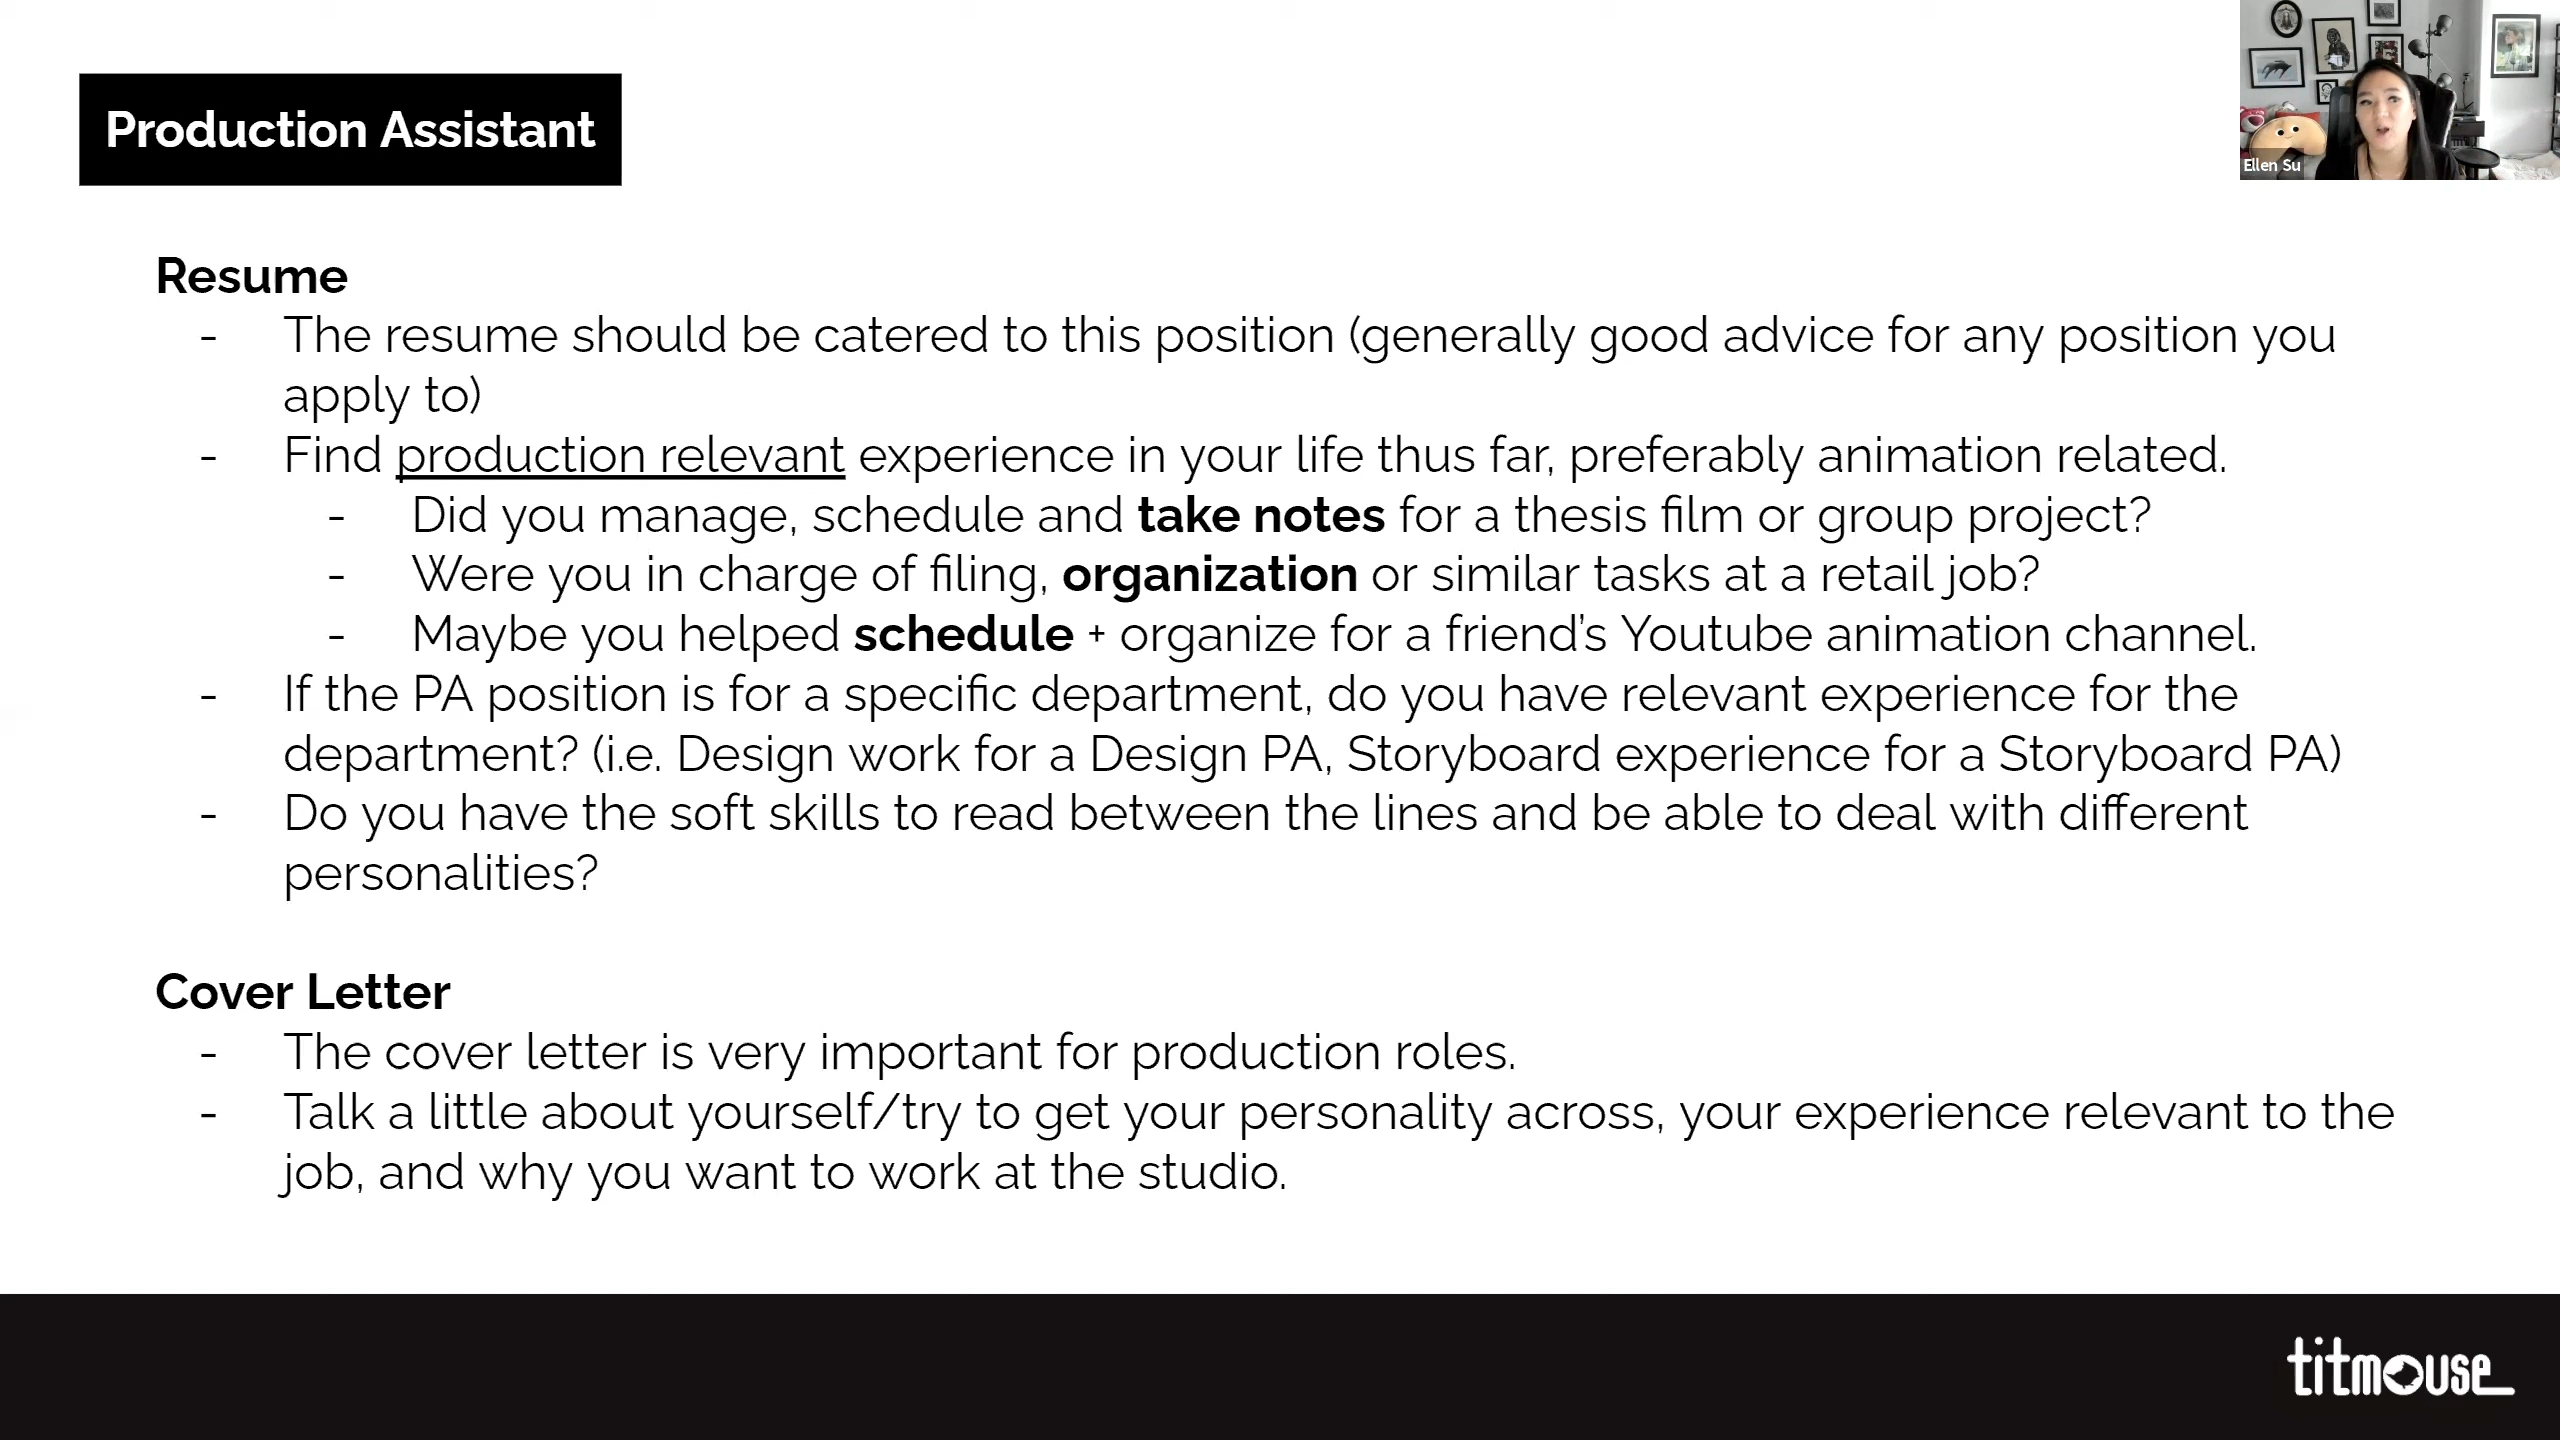 Production Assistant
Ellen Su
Resume
- The resume should be catered to this position (generally good advice for any position you
apply to)
- Find production relevant experience in your life thus far, preferably animation related.
- Did you manage, schedule and take notes for a thesis film or group project?
- Were you in charge of filing, organization or similar tasks at a retail job?
- Maybe you helped schedule + organize for a friend's Youtube animation channel.
- If the PA position is for a specific department, do you have relevant experience for the
department? (i.e. Design work for a Design PA, Storyboard experience for a Storyboard PA)
- Do you have the soft skills to read between the lines and be able to deal with different
personalities?
Cover Letter
- The cover letter is very important for production roles.
- Talk a little about yourself/try to get your personality across, your experience relevant to the
job, and why you want to work at the studio.
titmouse